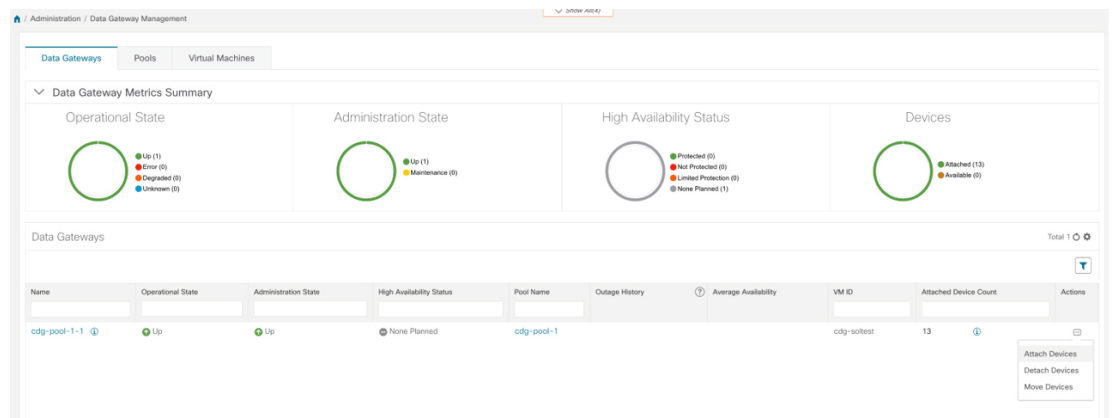 Show All(4)
/ Administration / Data Gateway Management
Data Gateways Pools Virtual Machines
Data Gateway Metrics Summary
Operational State Administration State High Availability Status Devices
Up (1)
Error (0)
Degraded (0)
Unknown (0)
Up (1)
Maintenance (0)
Protected (0)
Not Protected (0)
Limited Protection (0)
None Planned (1)
Attached (13)
Available (0)
Data Gateways Total 1
Name Operational State Administration State High Availability Status Pool Name Outage History ? Average Availability VM ID Attached Device Count Actions
cdg-pool-1-1 Up Up None Planned cdg-pool-1 cdg-soltest 13
Attach Devices
Detach Devices
Move Devices